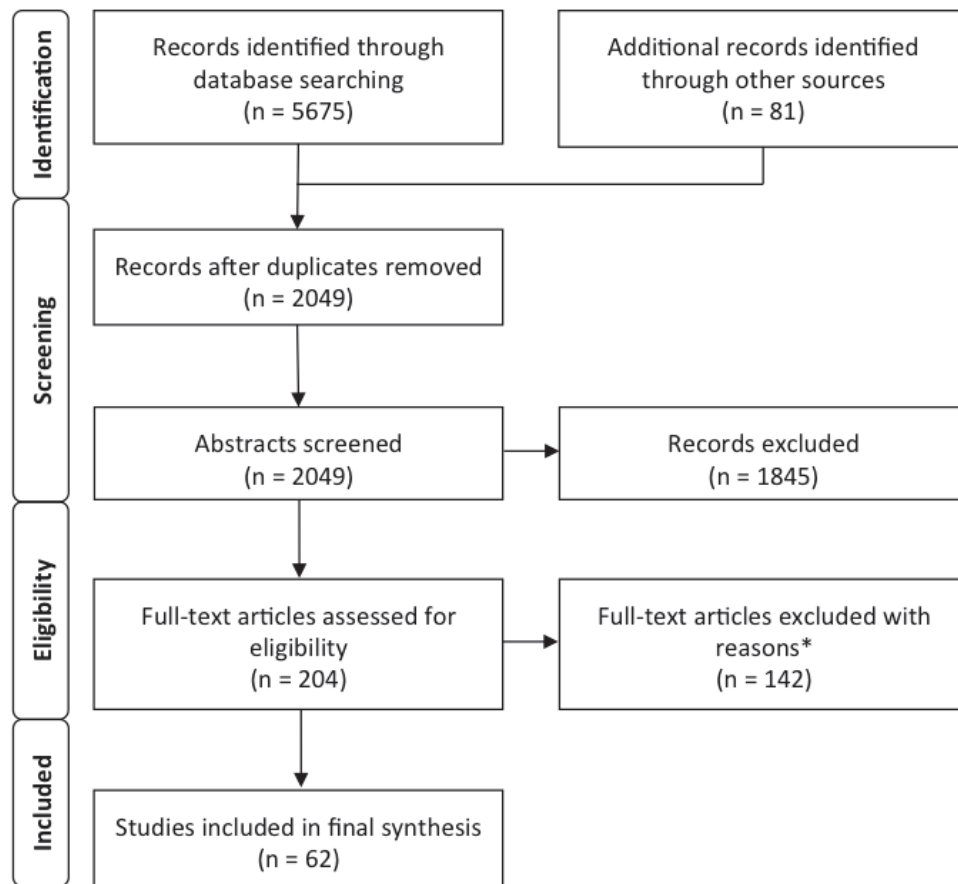 Identification
Records identified through
database searching
(n = 5675)
Additional records identified
through other sources
(n = 81)
Screening
Records after duplicates removed
(n = 2049)
Abstracts screened
(n = 2049)
Records excluded
(n = 1845)
Eligibility
Full-text articles assessed for
eligibility
(n = 204)
Full-text articles excluded with
reasons*
(n = 142)
Included
Studies included in final synthesis
(n = 62)